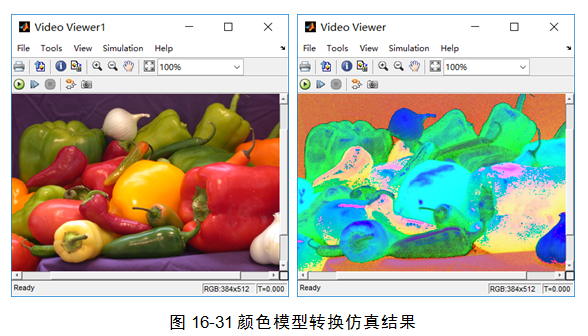 Video Viewer1
File Tools View Simulation Help
100%
Ready
RGB:384x512
T=0.000
Video Viewer
File Tools View Simulation Help
100%
Ready
RGB:384x512
T=0.000
图 16-31 颜色模型转换仿真结果